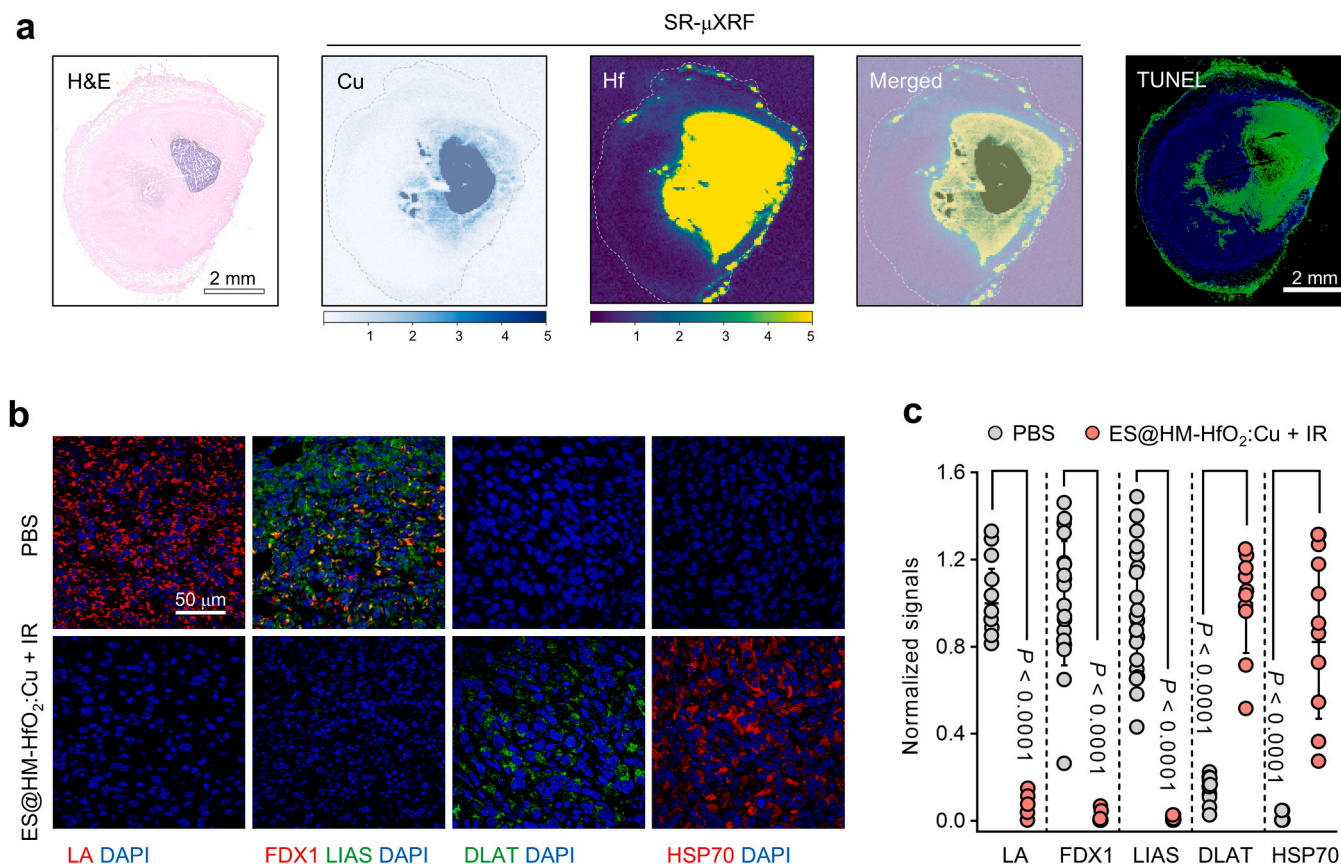 a
SR-μXRF
H&E
Cu
Hf
Merged
TUNEL
2 mm
2 mm
1 2 3 4 5
1 2 3 4 5
b
PBS
50 μm
ES@HM-HfO₂:Cu + IR
LA DAPI
FDX1 LIAS DAPI
DLAT DAPI
HSP70 DAPI
c
PBS
ES@HM-HfO₂:Cu + IR
Normalized signals
1.6
1.2
0.8
0.4
0.0
P < 0.0001
P < 0.0001
P < 0.0001
P < 0.0001
P < 0.0001
LA FDX1 LIAS DLAT HSP70